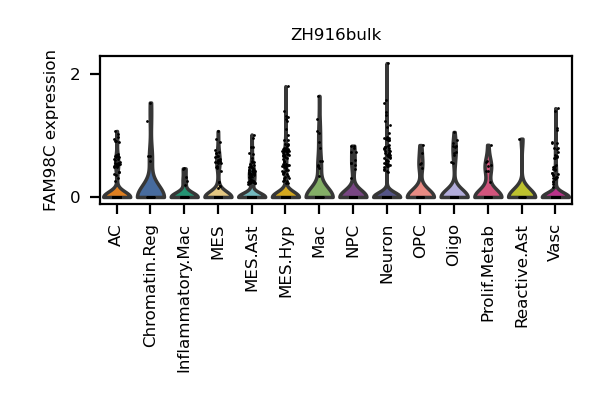 ZH916bulk
FAM98C expression
2
0
AC
Chromatin.Reg
Inflammatory.Mac
MES
MES.Ast
MES.Hyp
Mac
NPC
Neuron
OPC
Oligo
Prolif.Metab
Reactive.Ast
Vasc